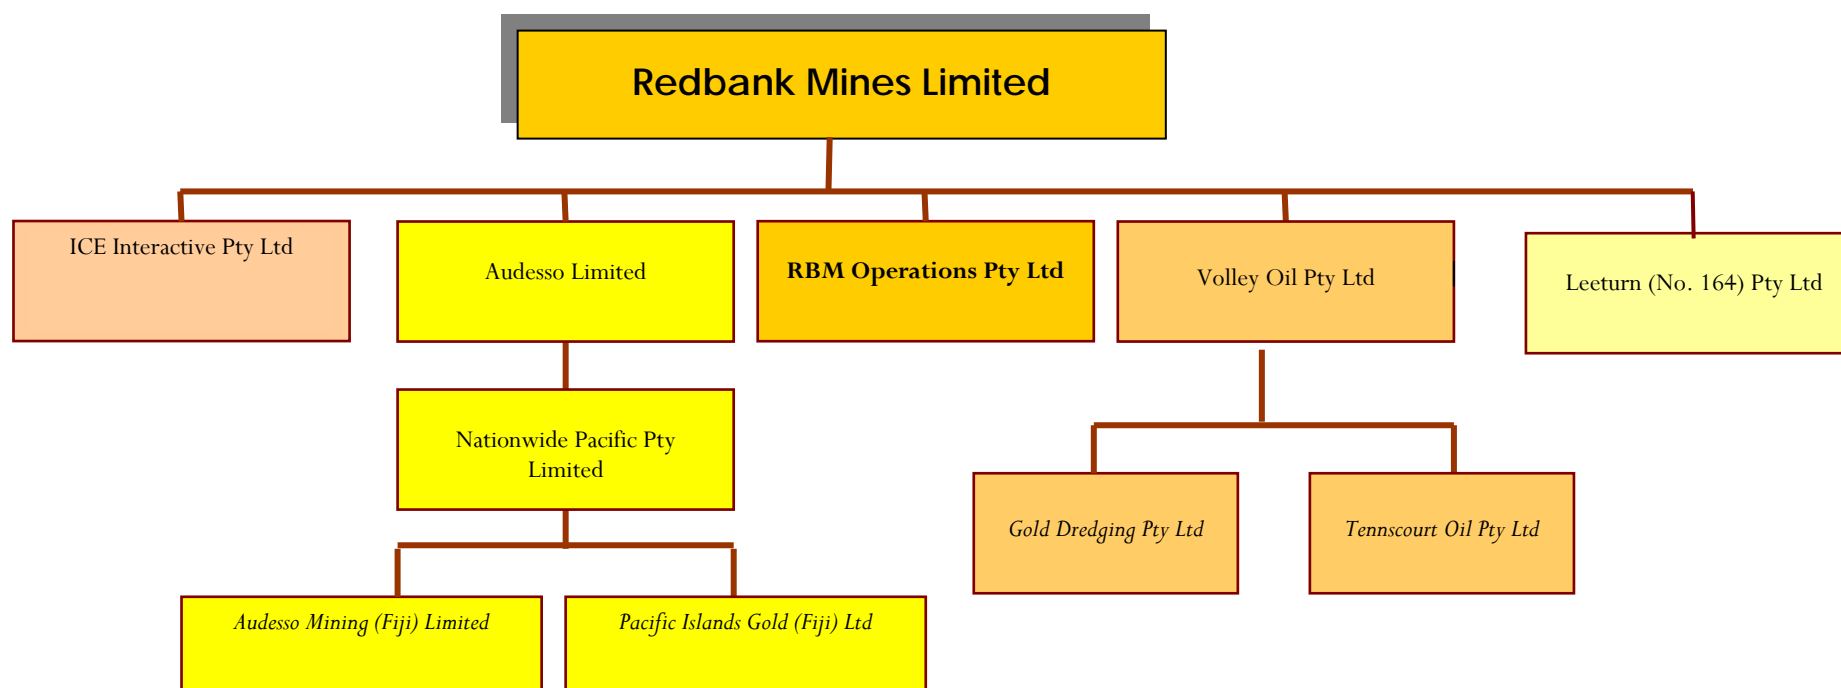 Redbank Mines Limited
ICE Interactive Pty Ltd
Audesso Limited
RBM Operations Pty Ltd
Volley Oil Pty Ltd
Leeturn (No. 164) Pty Ltd
Nationwide Pacific Pty
Limited
Gold Dredging Pty Ltd
Tennscourt Oil Pty Ltd
Audesso Mining (Fiji) Limited
Pacific Islands Gold (Fiji) Ltd